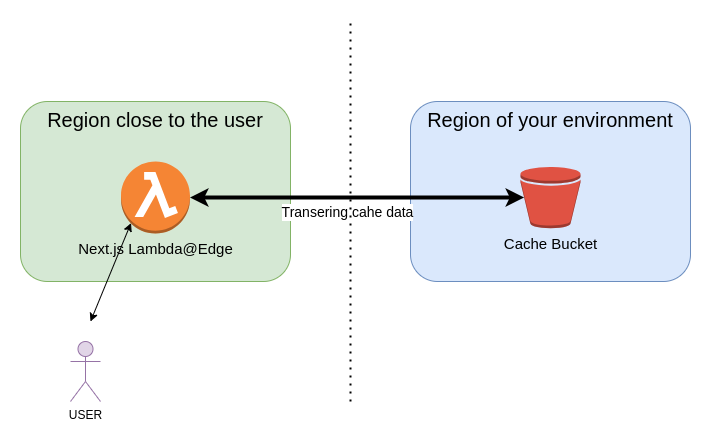 Region close to the user
Region of your environment
Transering cahe data
Next.js Lambda@Edge
Cache Bucket
USER